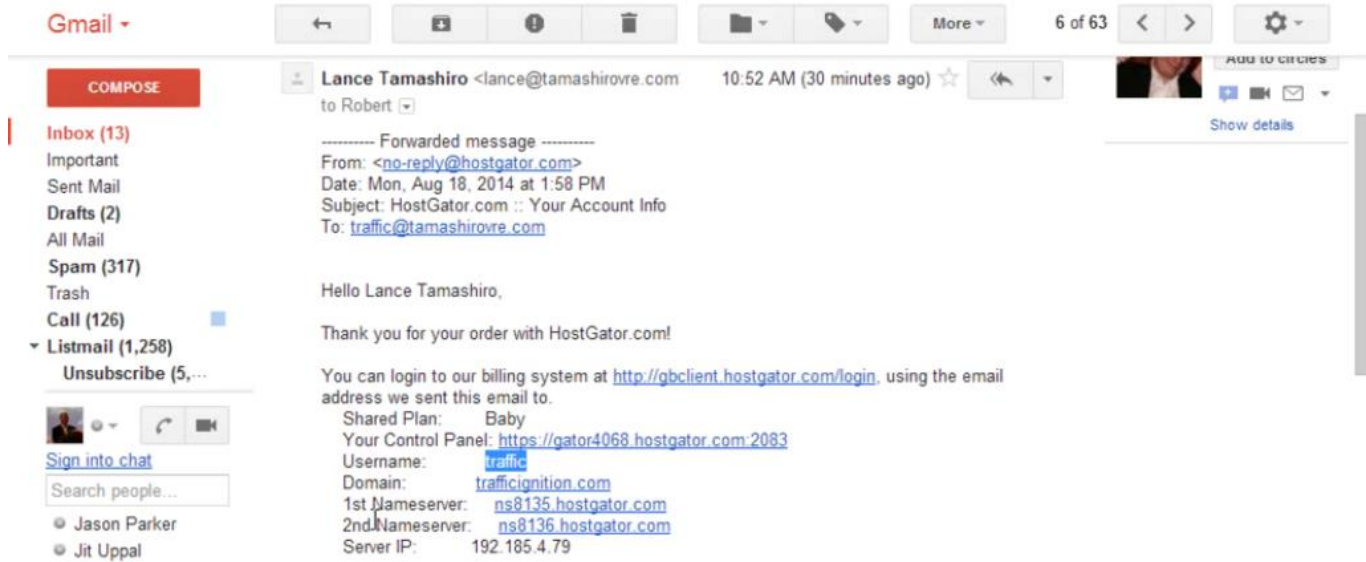 Gmail
More
6 of 63
COMPOSE
Inbox (13)
Important
Sent Mail
Drafts (2)
All Mail
Spam (317)
Trash
Call (126)
Listmail (1,258)
Unsubscribe (5,...
Sign into chat
Search people...
Jason Parker
Jit Uppal
Lance Tamashiro <lance@tamashirovre.com 10:52 AM (30 minutes ago)
to Robert
---------- Forwarded message ----------
From: <no-reply@hostgator.com>
Date: Mon, Aug 18, 2014 at 1:58 PM
Subject: HostGator.com :: Your Account Info
To: traffic@tamashirovre.com
Hello Lance Tamashiro,
Thank you for your order with HostGator.com!
You can login to our billing system at http://gbclient.hostgator.com/login, using the email
address we sent this email to.
Shared Plan: Baby
Your Control Panel: https://gator4068.hostgator.com:2083
Username: traffic
Domain: trafficignition.com
1st Nameserver: ns8135.hostgator.com
2nd Nameserver: ns8136.hostgator.com
Server IP: 192.185.4.79
Add to circles
Show details